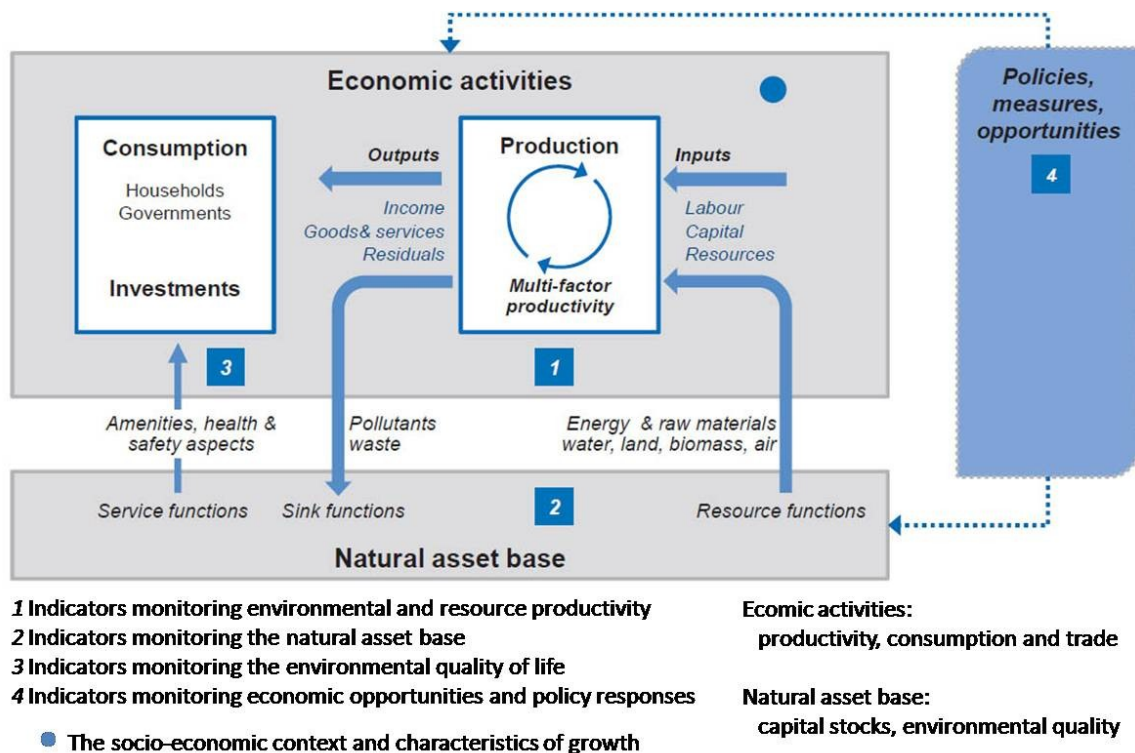 Economic activities
Policies,
measures,
opportunities
4
Consumption
Households
Governments
Investments
Outputs
Income
Goods& services
Residuals
Production
Multi-factor
productivity
Inputs
Labour
Capital
Resources
3
1
Amenities, health &
safety aspects
Pollutants
waste
Energy & raw materials
water, land, biomass, air
Service functions
Sink functions
2
Resource functions
Natural asset base
1 Indicators monitoring environmental and resource productivity
2 Indicators monitoring the natural asset base
3 Indicators monitoring the environmental quality of life
4 Indicators monitoring economic opportunities and policy responses
The socio-economic context and characteristics of growth
Ecomic activities:
productivity, consumption and trade
Natural asset base:
capital stocks, environmental quality